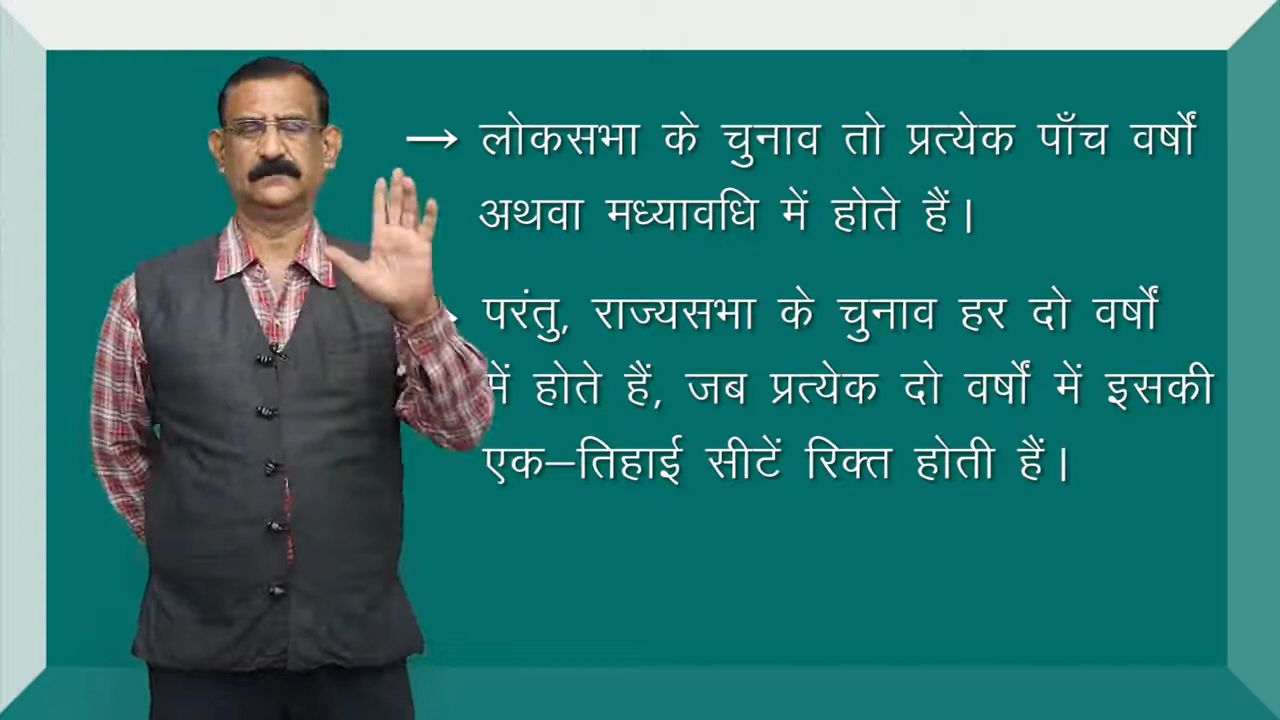 → लोकसभा के चुनाव तो प्रत्येक पाँच वर्षों
अथवा मध्यावधि में होते हैं।
परंतु, राज्यसभा के चुनाव हर दो वर्षों
में होते हैं, जब प्रत्येक दो वर्षों में इसकी
एक–तिहाई सीटें रिक्त होती हैं।